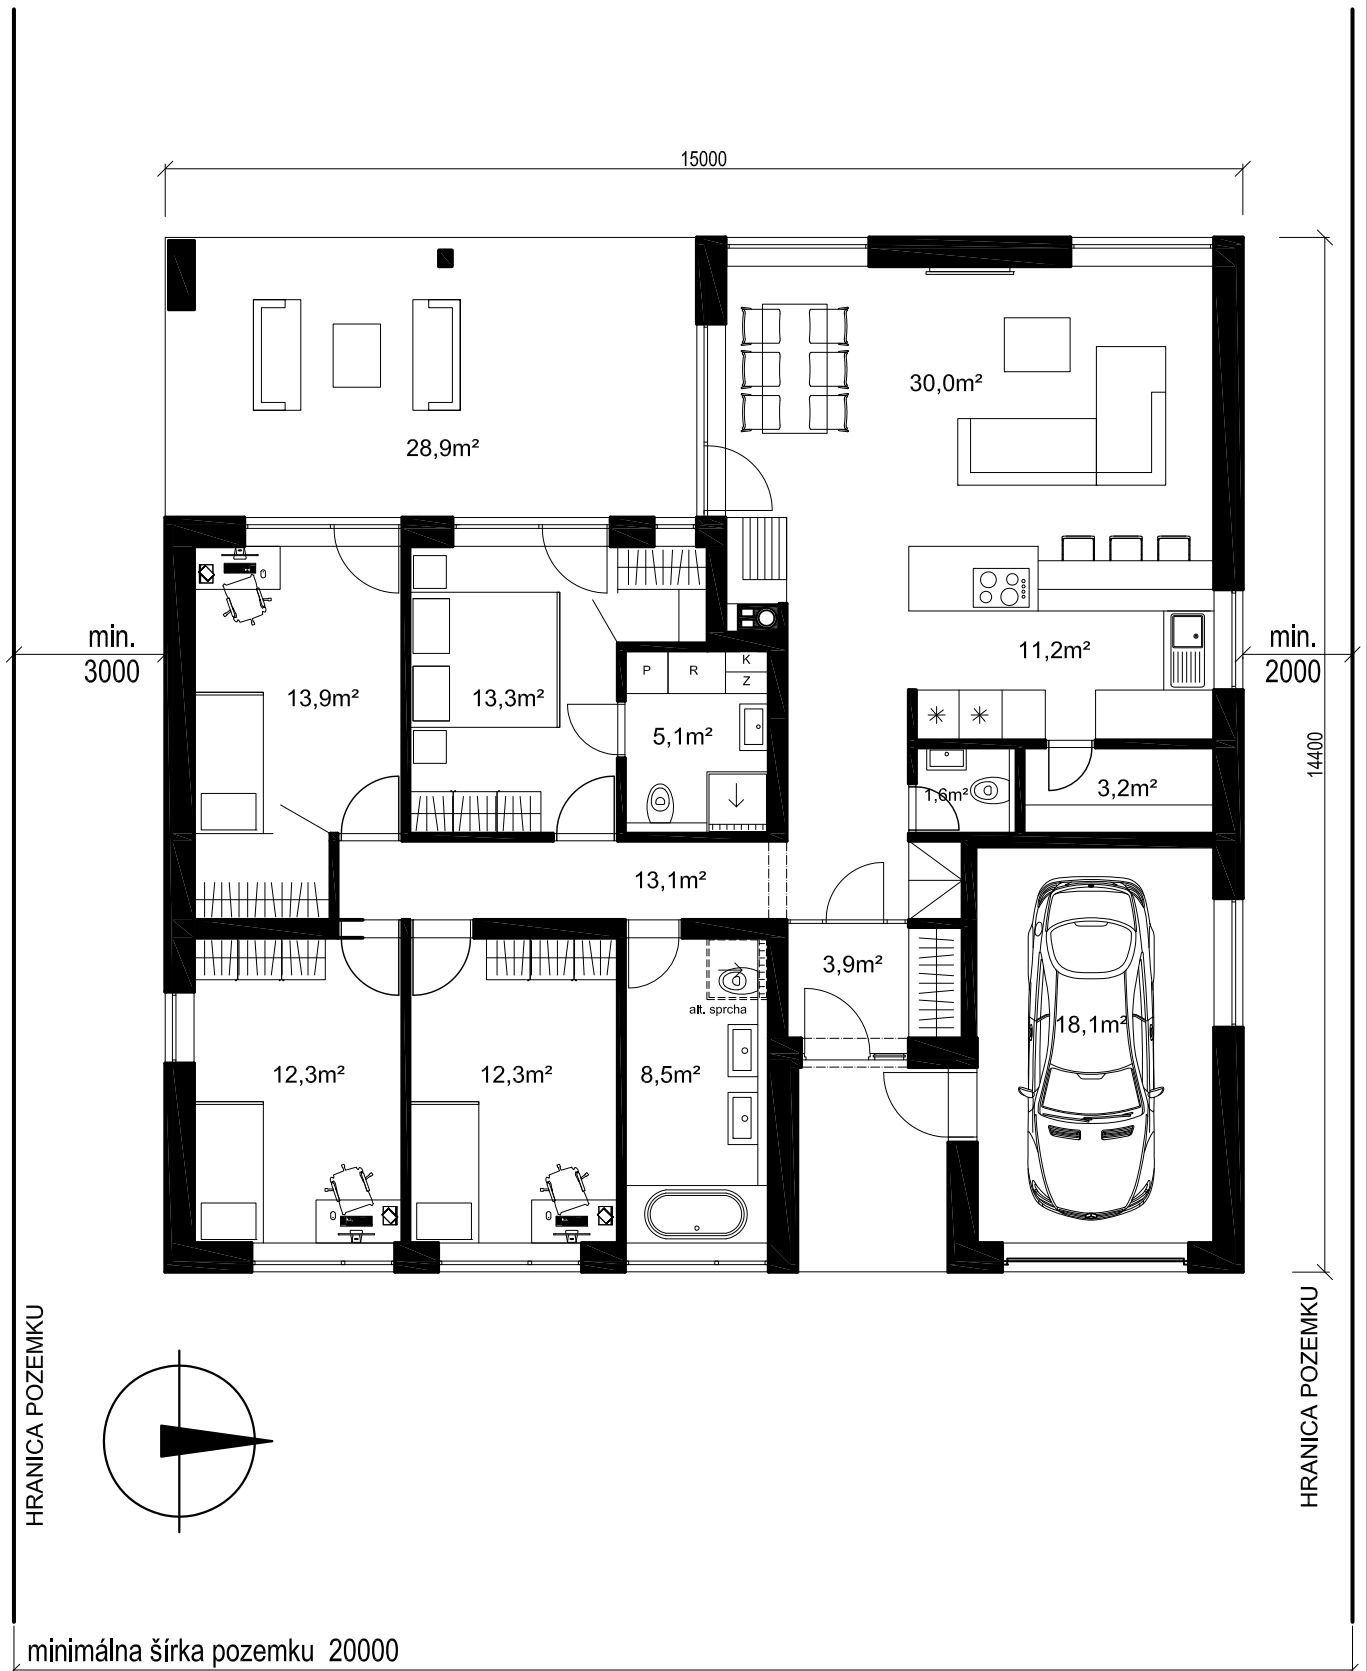 15000
30,0m²
28,9m²
min.
3000
min.
2000
11,2m²
P
R
K
Z
13,9m²
13,3m²
5,1m²
14400
1,6m²
3,2m²
13,1m²
3,9m²
alt. sprcha
18,1m²
12,3m²
12,3m²
8,5m²
HRANICA POZEMKU
HRANICA POZEMKU
minimálna šírka pozemku 20000